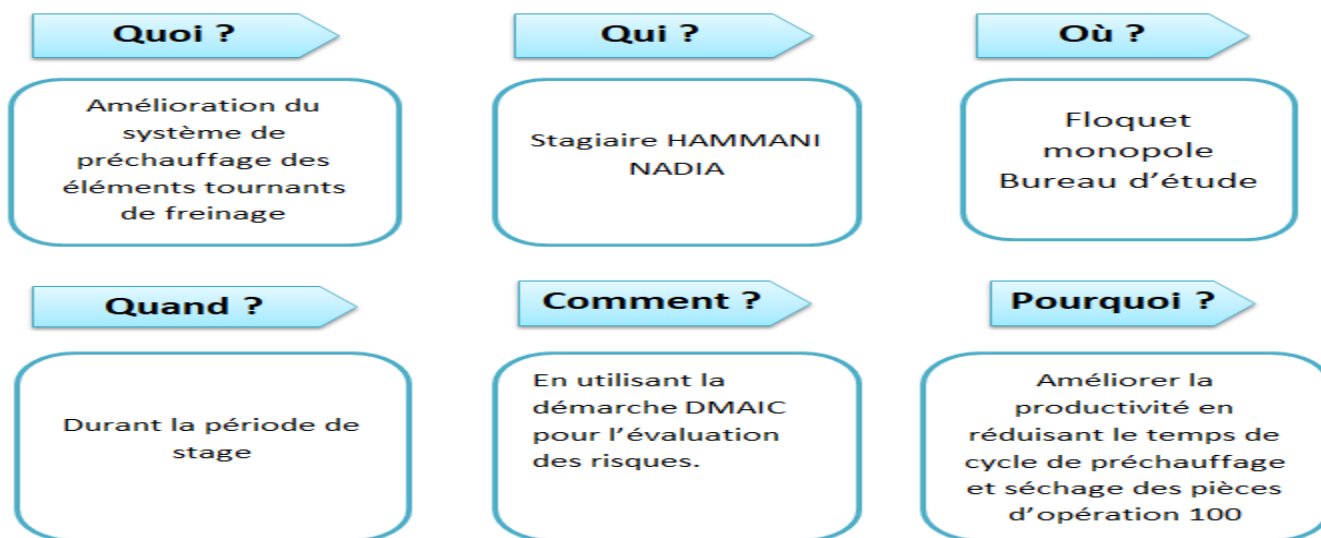 Quoi ?
Amélioration du
système de
préchauffage des
éléments tournants
de freinage
Qui ?
Stagiaire HAMMANI
NADIA
Où ?
Floquet
monopole
Bureau d’étude
Quand ?
Durant la période de
stage
Comment ?
En utilisant la
démarche DMAIC
pour l’évaluation
des risques.
Pourquoi ?
Améliorer la
productivité en
réduisant le temps de
cycle de préchauffage
et séchage des pièces
d’opération 100